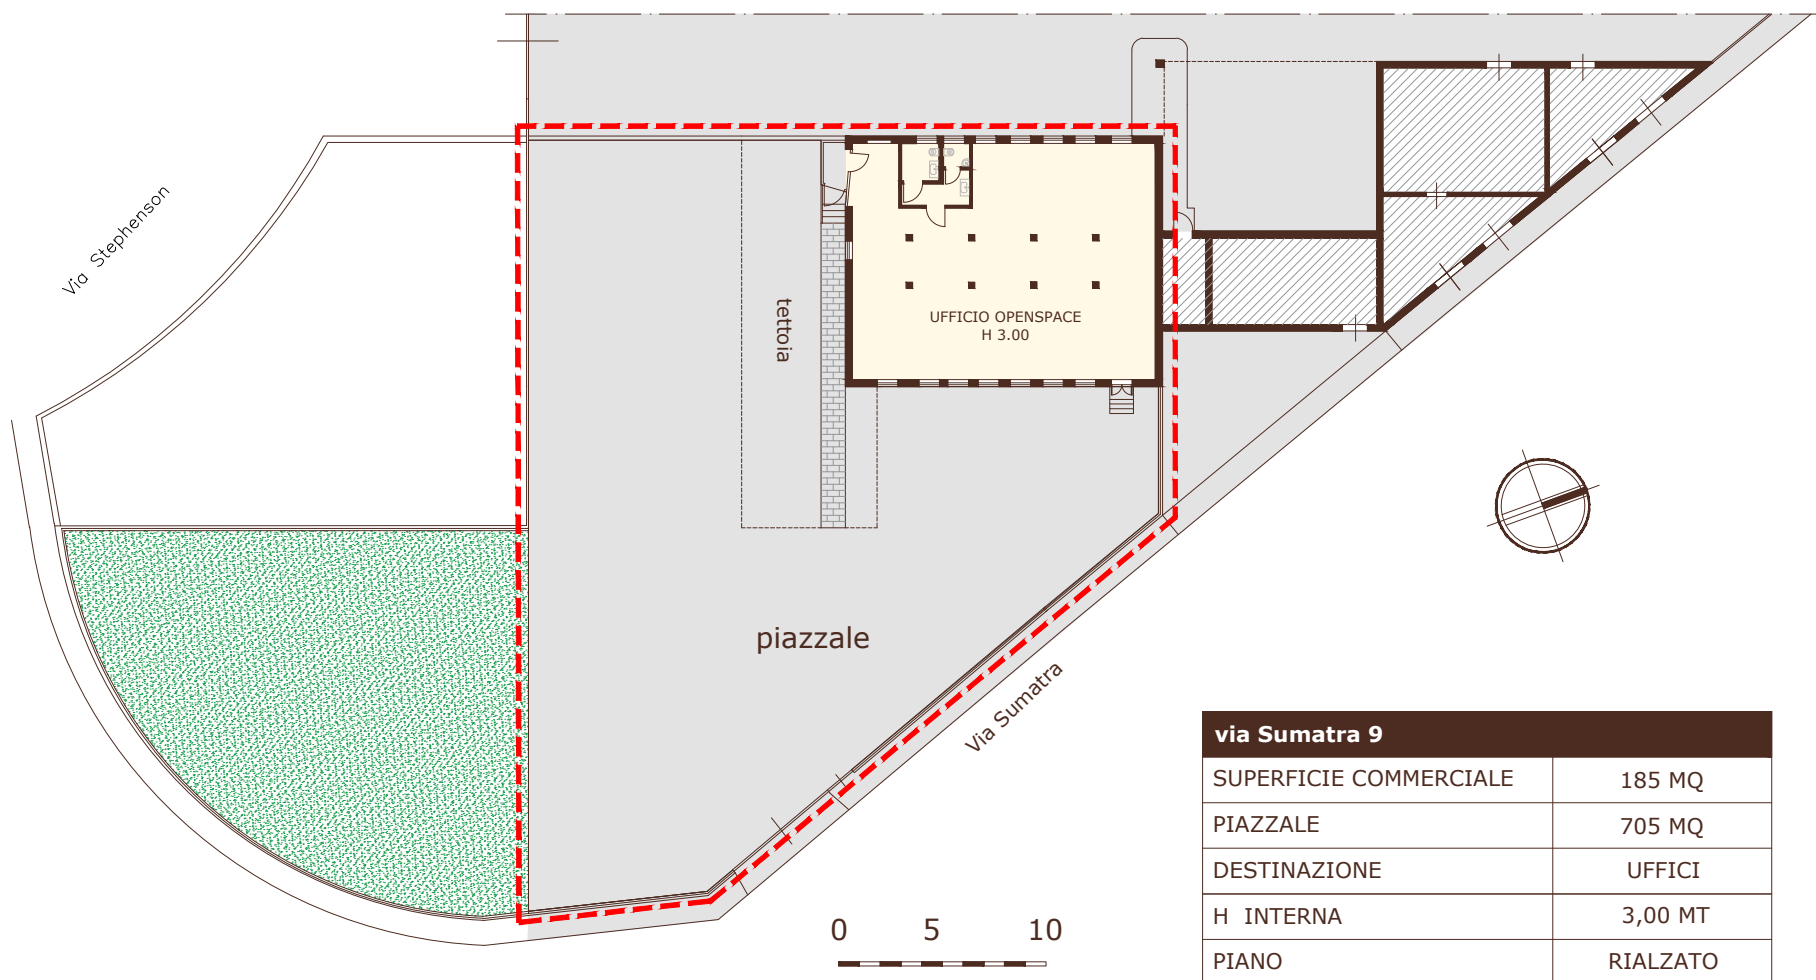 Via Stephenson
tettoia
UFFICIO OPENSPACE
H 3.00
piazzale
Via Sumatra
0 5 10
via Sumatra 9
SUPERFICIE COMMERCIALE 185 MQ
PIAZZALE 705 MQ
DESTINAZIONE UFFICI
H INTERNA 3,00 MT
PIANO RIALZATO